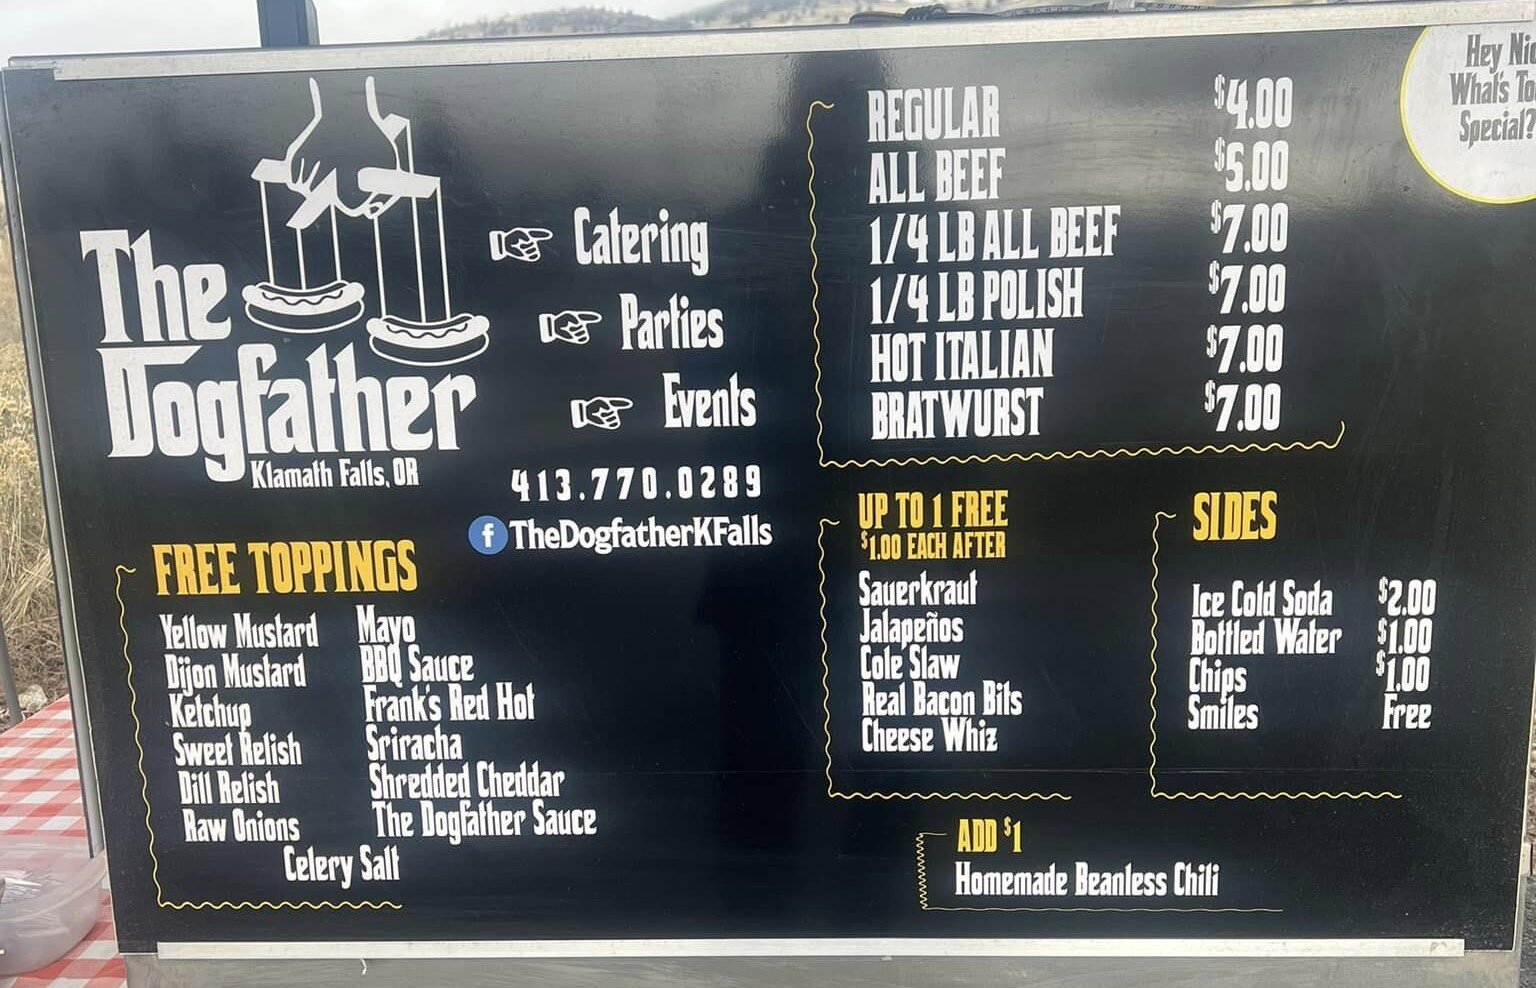 The
Dogfather
Klamath Falls, OR
Catering
Parties
Events
413.770.0289
f TheDogfatherKFalls
FREE TOPPINGS
Yellow Mustard
Dijon Mustard
Ketchup
Sweet Relish
Dill Relish
Raw Onions
Mayo
BBQ Sauce
Frank's Red Hot
Sriracha
Shredded Cheddar
The Dogfather Sauce
Celery Salt
REGULAR $4.00
ALL BEEF $5.00
1/4 LB ALL BEEF $7.00
1/4 LB POLISH $7.00
HOT ITALIAN $7.00
BRATWURST $7.00
Hey
What's
Special?
UP TO 1 FREE
$1.00 EACH AFTER
Sauerkraut
Jalapeños
Cole Slaw
Real Bacon Bits
Cheese Whiz
SIDES
Ice Cold Soda $2.00
Bottled Water $1.00
Chips $1.00
Smiles Free
ADD $1
Homemade Beanless Chili